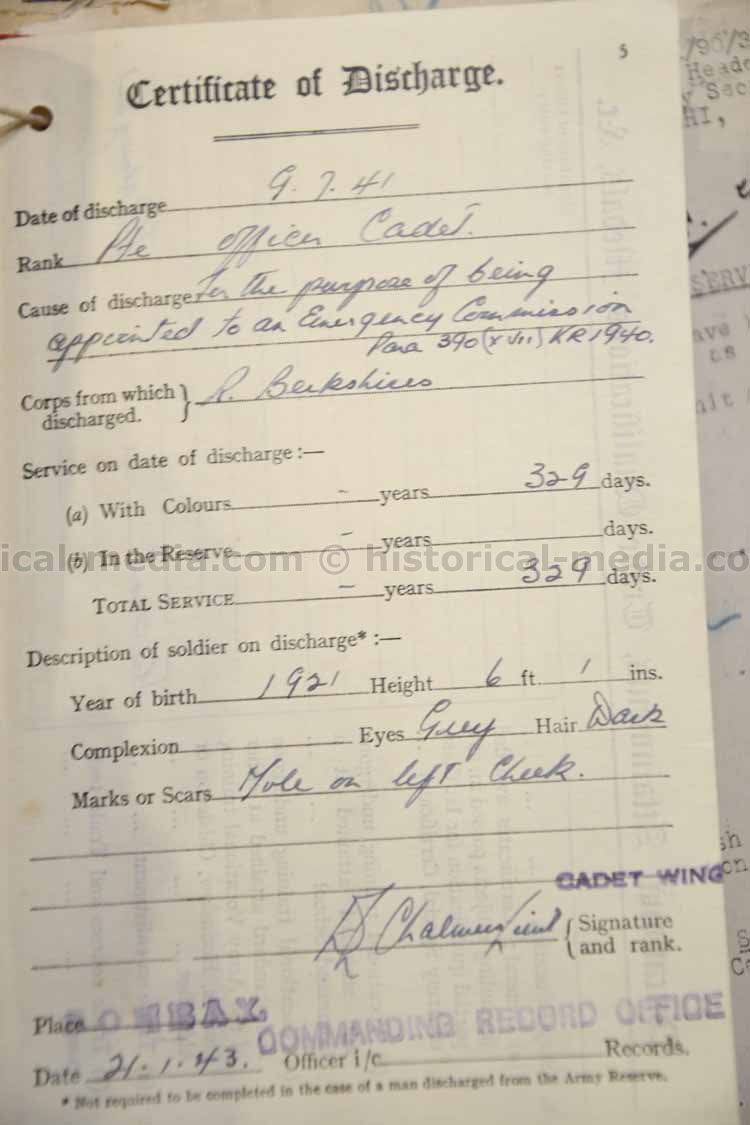 5
Certificate of Discharge.
Date of discharge 9.7.41
Rank Pte Officer Cadet.
Cause of discharge For the purpose of being
appointed to an Emergency Commission
Para 390 (XVII) KR 1940.
Corps from which discharged. } R. Berkshires
Service on date of discharge :—
(a) With Colours - years 329 days.
(b) In the Reserve - years days.
ical-media.com © historical-media.co
TOTAL SERVICE - years 329 days.
Description of soldier on discharge* :—
Year of birth 1921 Height 6 ft 1 ins.
Complexion Eyes Grey Hair Dark
Marks or Scars Mole on left Cheek.
CADET WING
Chalmers Lieut { Signature and rank.
Place BOMBAY.
COMMANDING RECORD OFFICE
Date 21.1.43. Officer i/c Records.
* Not required to be completed in the case of a man discharged from the Army Reserve.